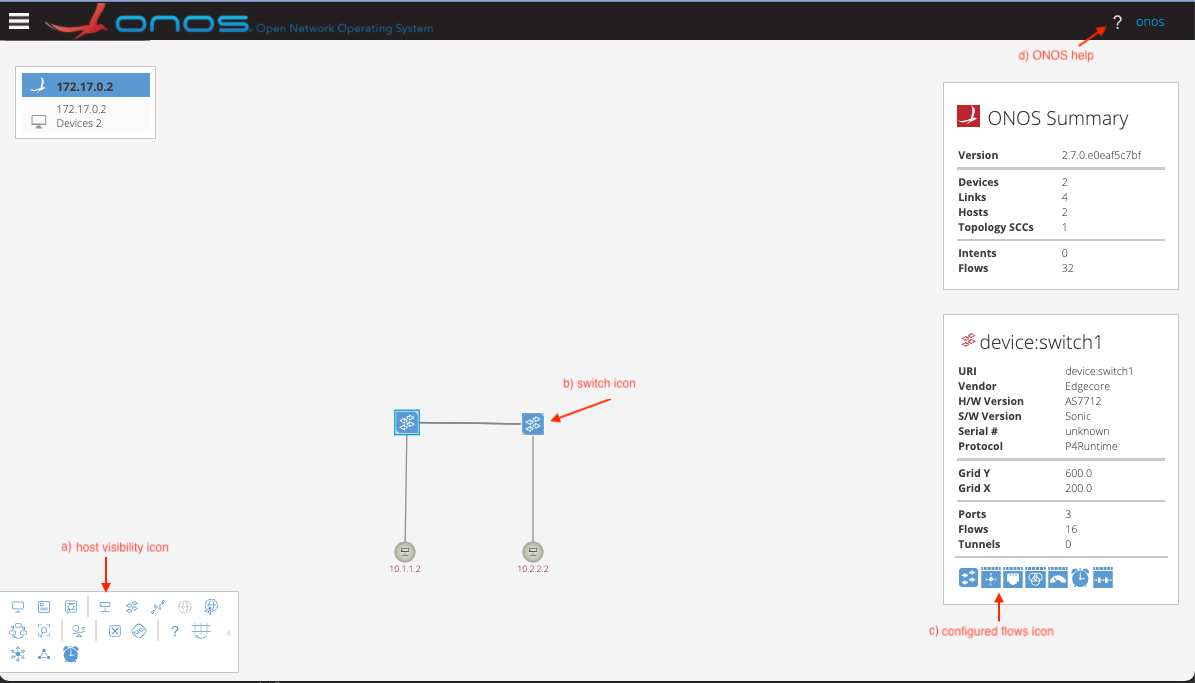 onos Open Network Operating System
? onos
d) ONOS help
172.17.0.2
172.17.0.2
Devices 2
ONOS Summary
Version 2.7.0.e0eaf5c7bf
Devices 2
Links 4
Hosts 2
Topology SCCs 1
Intents 0
Flows 32
device:switch1
URI device:switch1
Vendor Edgecore
H/W Version AS7712
S/W Version Sonic
Serial # unknown
Protocol P4Runtime
Grid Y 600.0
Grid X 200.0
Ports 3
Flows 16
Tunnels 0
c) configured flows icon
b) switch icon
10.1.1.2
10.2.2.2
a) host visibility icon
?